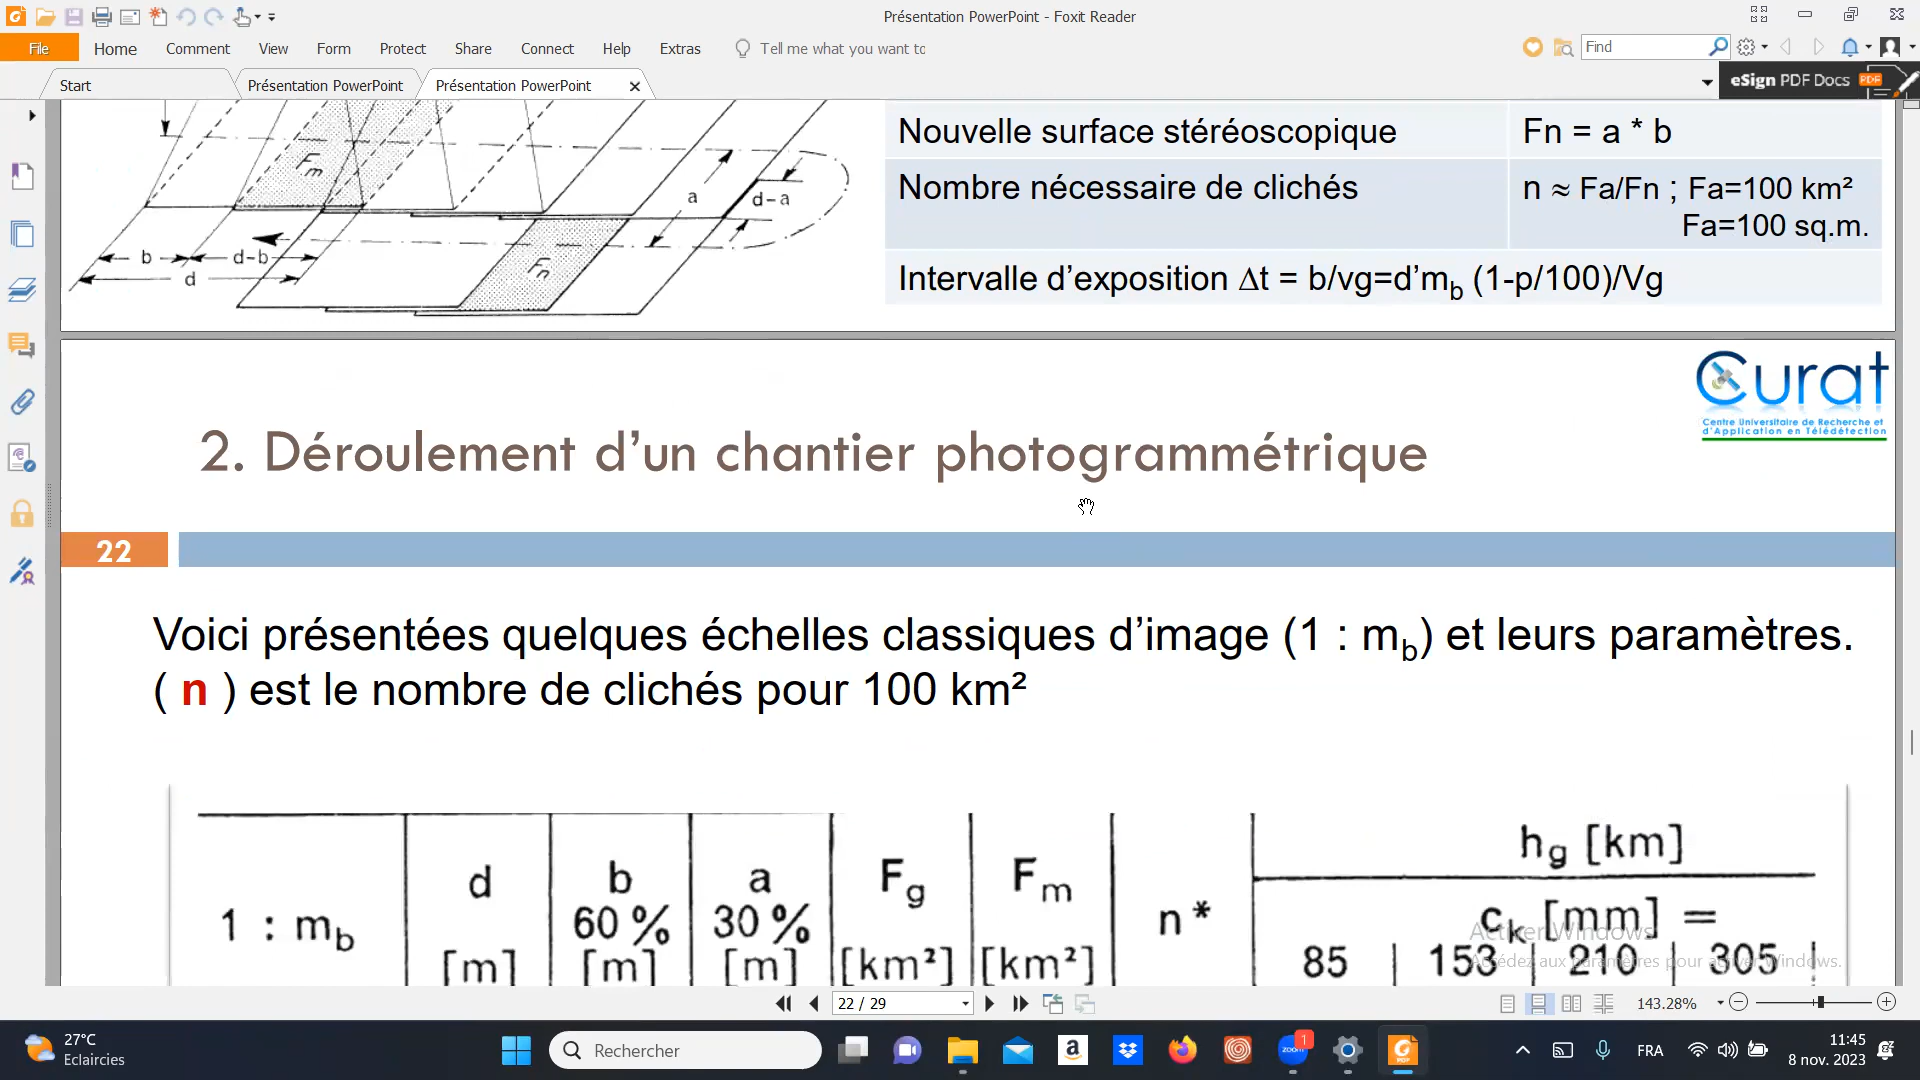 Présentation PowerPoint - Foxit Reader
File Home Comment View Form Protect Share Connect Help Extras Tell me what you want to
Find
Start Présentation PowerPoint Présentation PowerPoint
eSign PDF Docs PDF
Fm
a
d-a
b d-b
d
Fn
Nouvelle surface stéréoscopique Fn = a * b
Nombre nécessaire de clichés n ≈ Fa/Fn ; Fa=100 km²
Fa=100 sq.m.
Intervalle d’exposition Δt = b/vg=d’mb (1-p/100)/Vg
Curat
Centre Universitaire de Recherche et
d'Application en Télédétection
2. Déroulement d’un chantier photogrammétrique
22
Voici présentées quelques échelles classiques d’image (1 : mb) et leurs paramètres.
( n ) est le nombre de clichés pour 100 km²
1 : mb
d
[m]
b
60 %
[m]
a
30 %
[m]
Fg
[km²]
Fm
[km²]
n*
hg [km]
ck [mm] =
85 153 210 305
Activer Windows
Accédez aux paramètres pour activer Windows.
22 / 29
143.28%
27°C
Eclaircies
Rechercher
zoom
1
FRA
11:45
8 nov. 2023